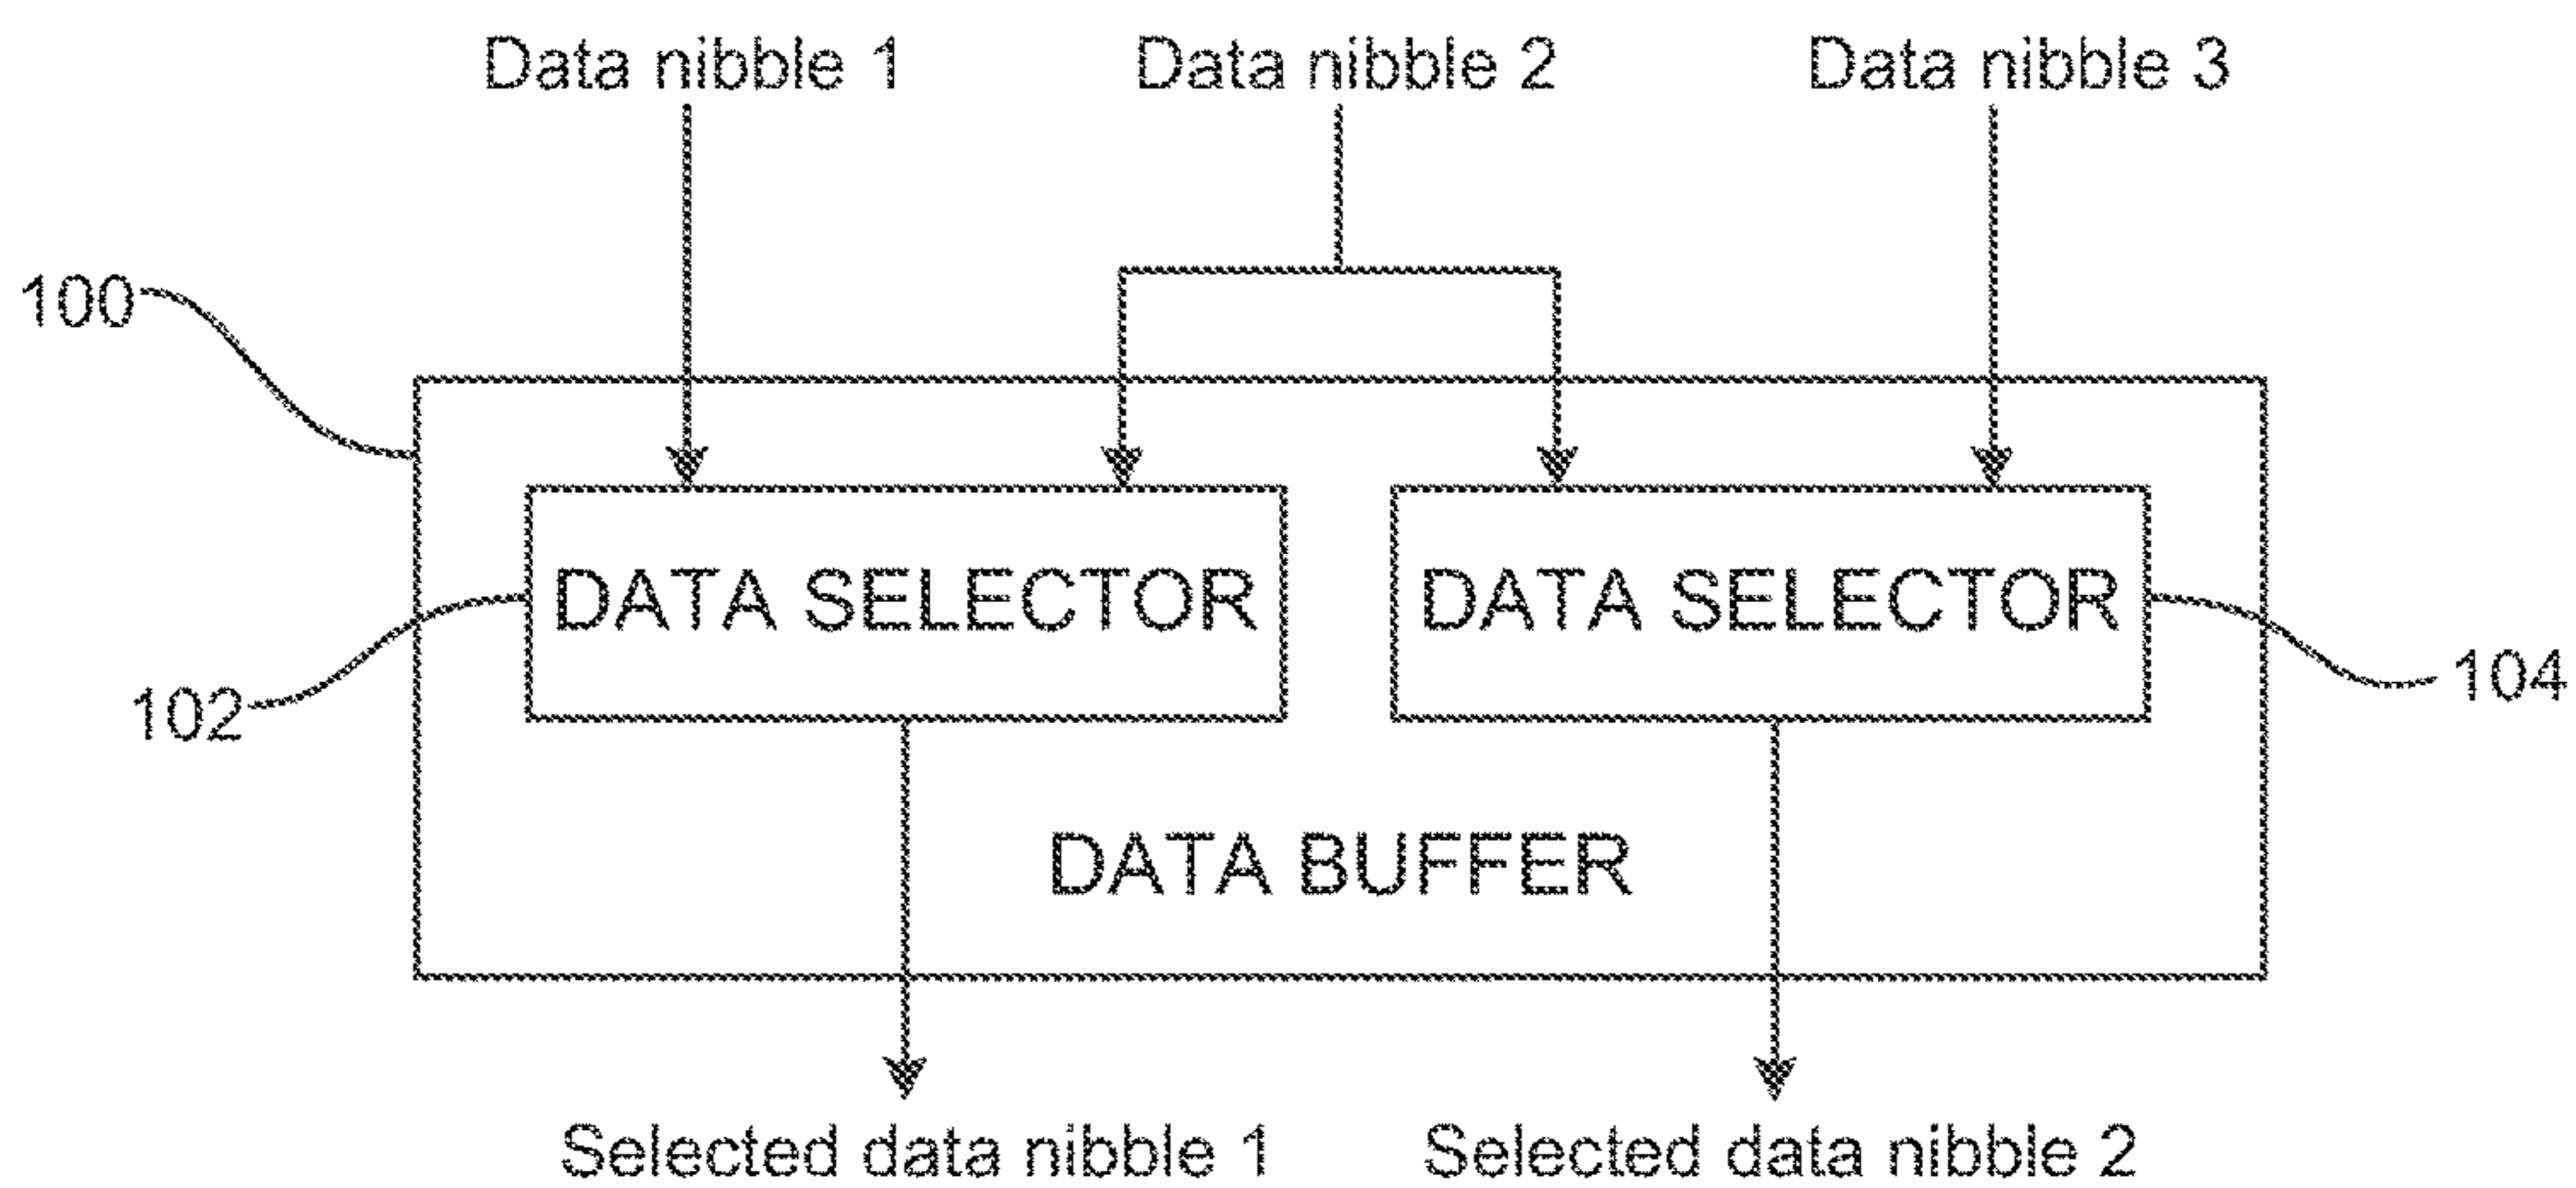 Data nibble 1 Data nibble 2 Data nibble 3
100
DATA SELECTOR DATA SELECTOR
102 104
DATA BUFFER
Selected data nibble 1 Selected data nibble 2